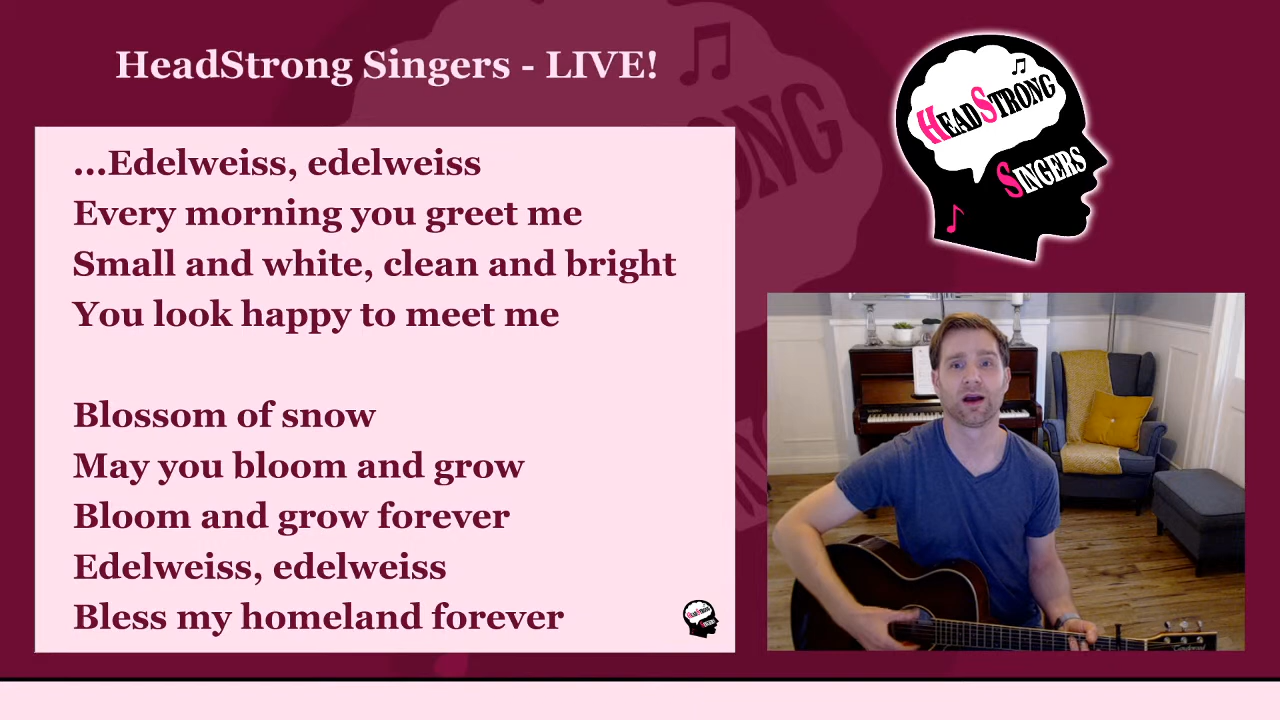 HeadStrong Singers - LIVE!
HEADSTRONG
SINGERS
...Edelweiss, edelweiss
Every morning you greet me
Small and white, clean and bright
You look happy to meet me
Blossom of snow
May you bloom and grow
Bloom and grow forever
Edelweiss, edelweiss
Bless my homeland forever
HEADSTRONG
SINGERS